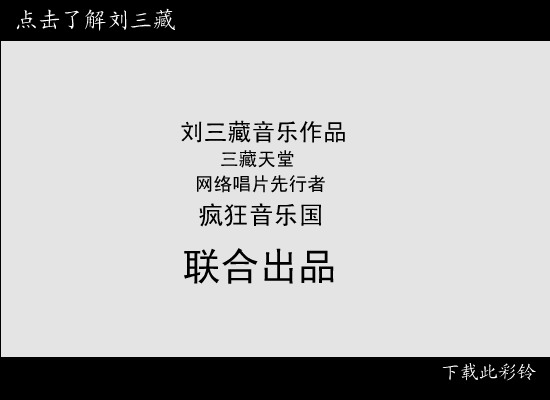 点击了解刘三藏
刘三藏音乐作品
三藏天堂
网络唱片先行者
疯狂音乐国
联合出品
下载此彩铃